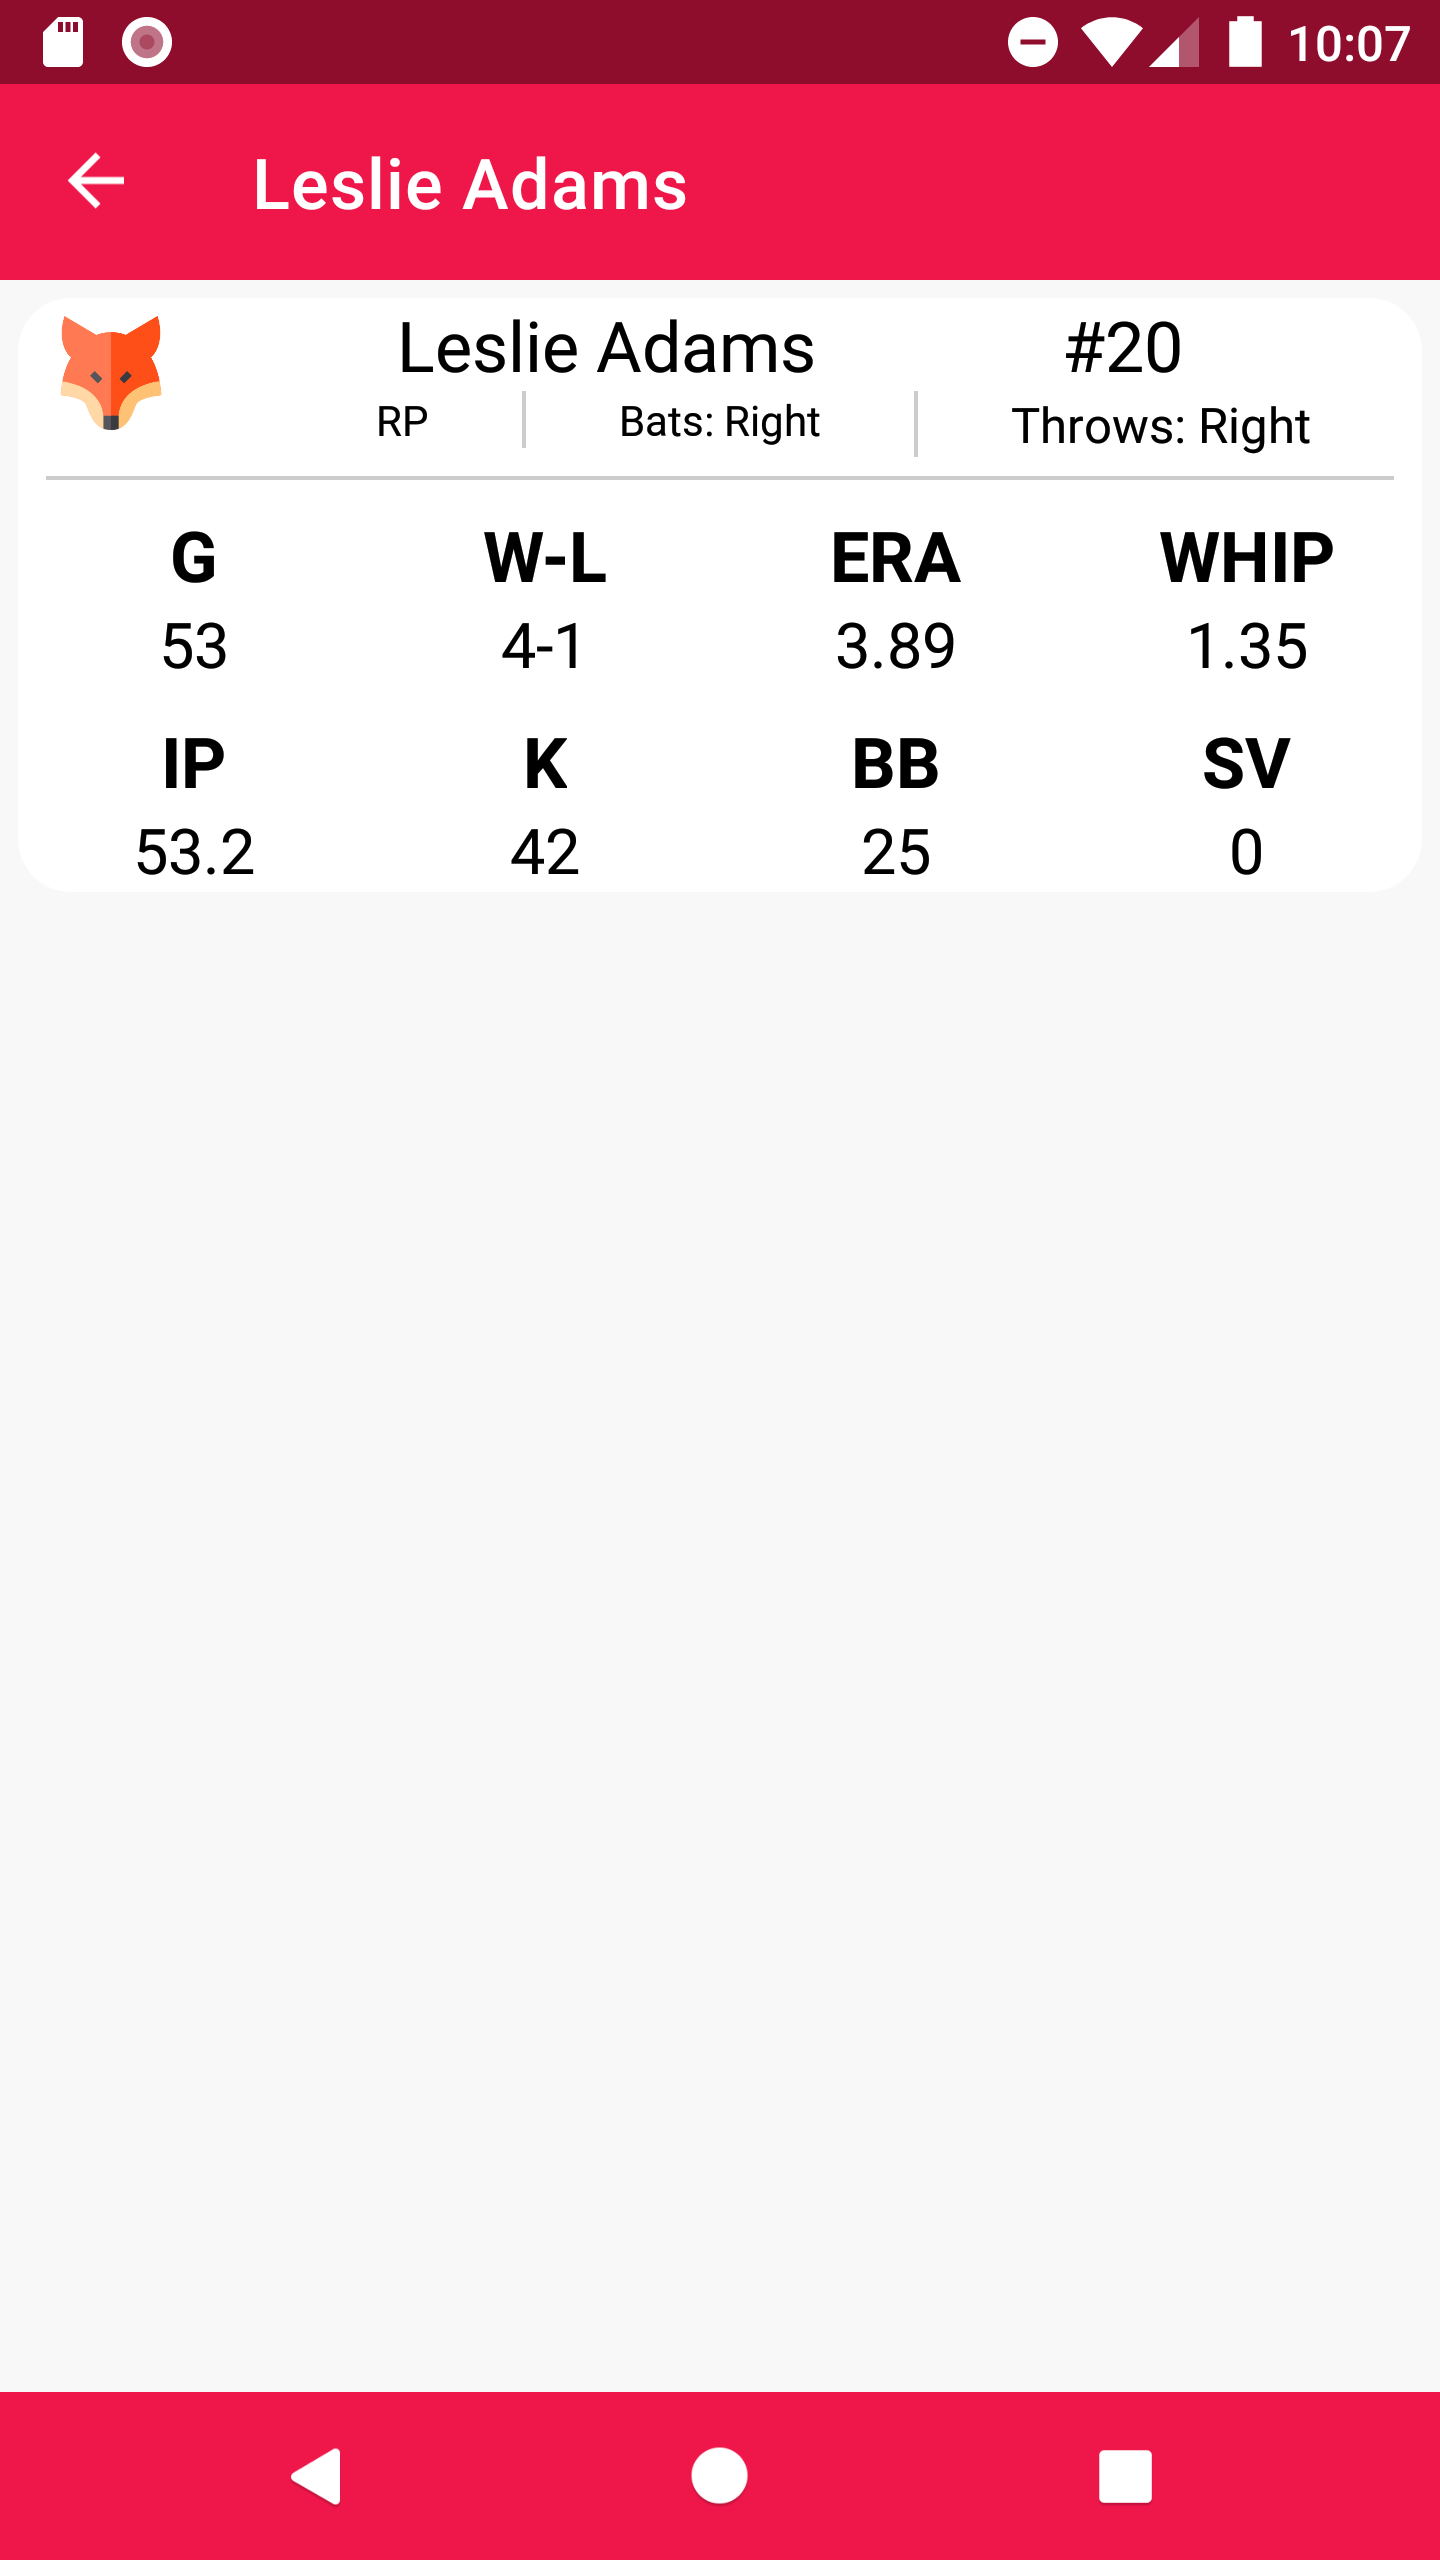 10:07
Leslie Adams
Leslie Adams #20
RP Bats: Right Throws: Right
G W-L ERA WHIP
53 4-1 3.89 1.35
IP K BB SV
53.2 42 25 0